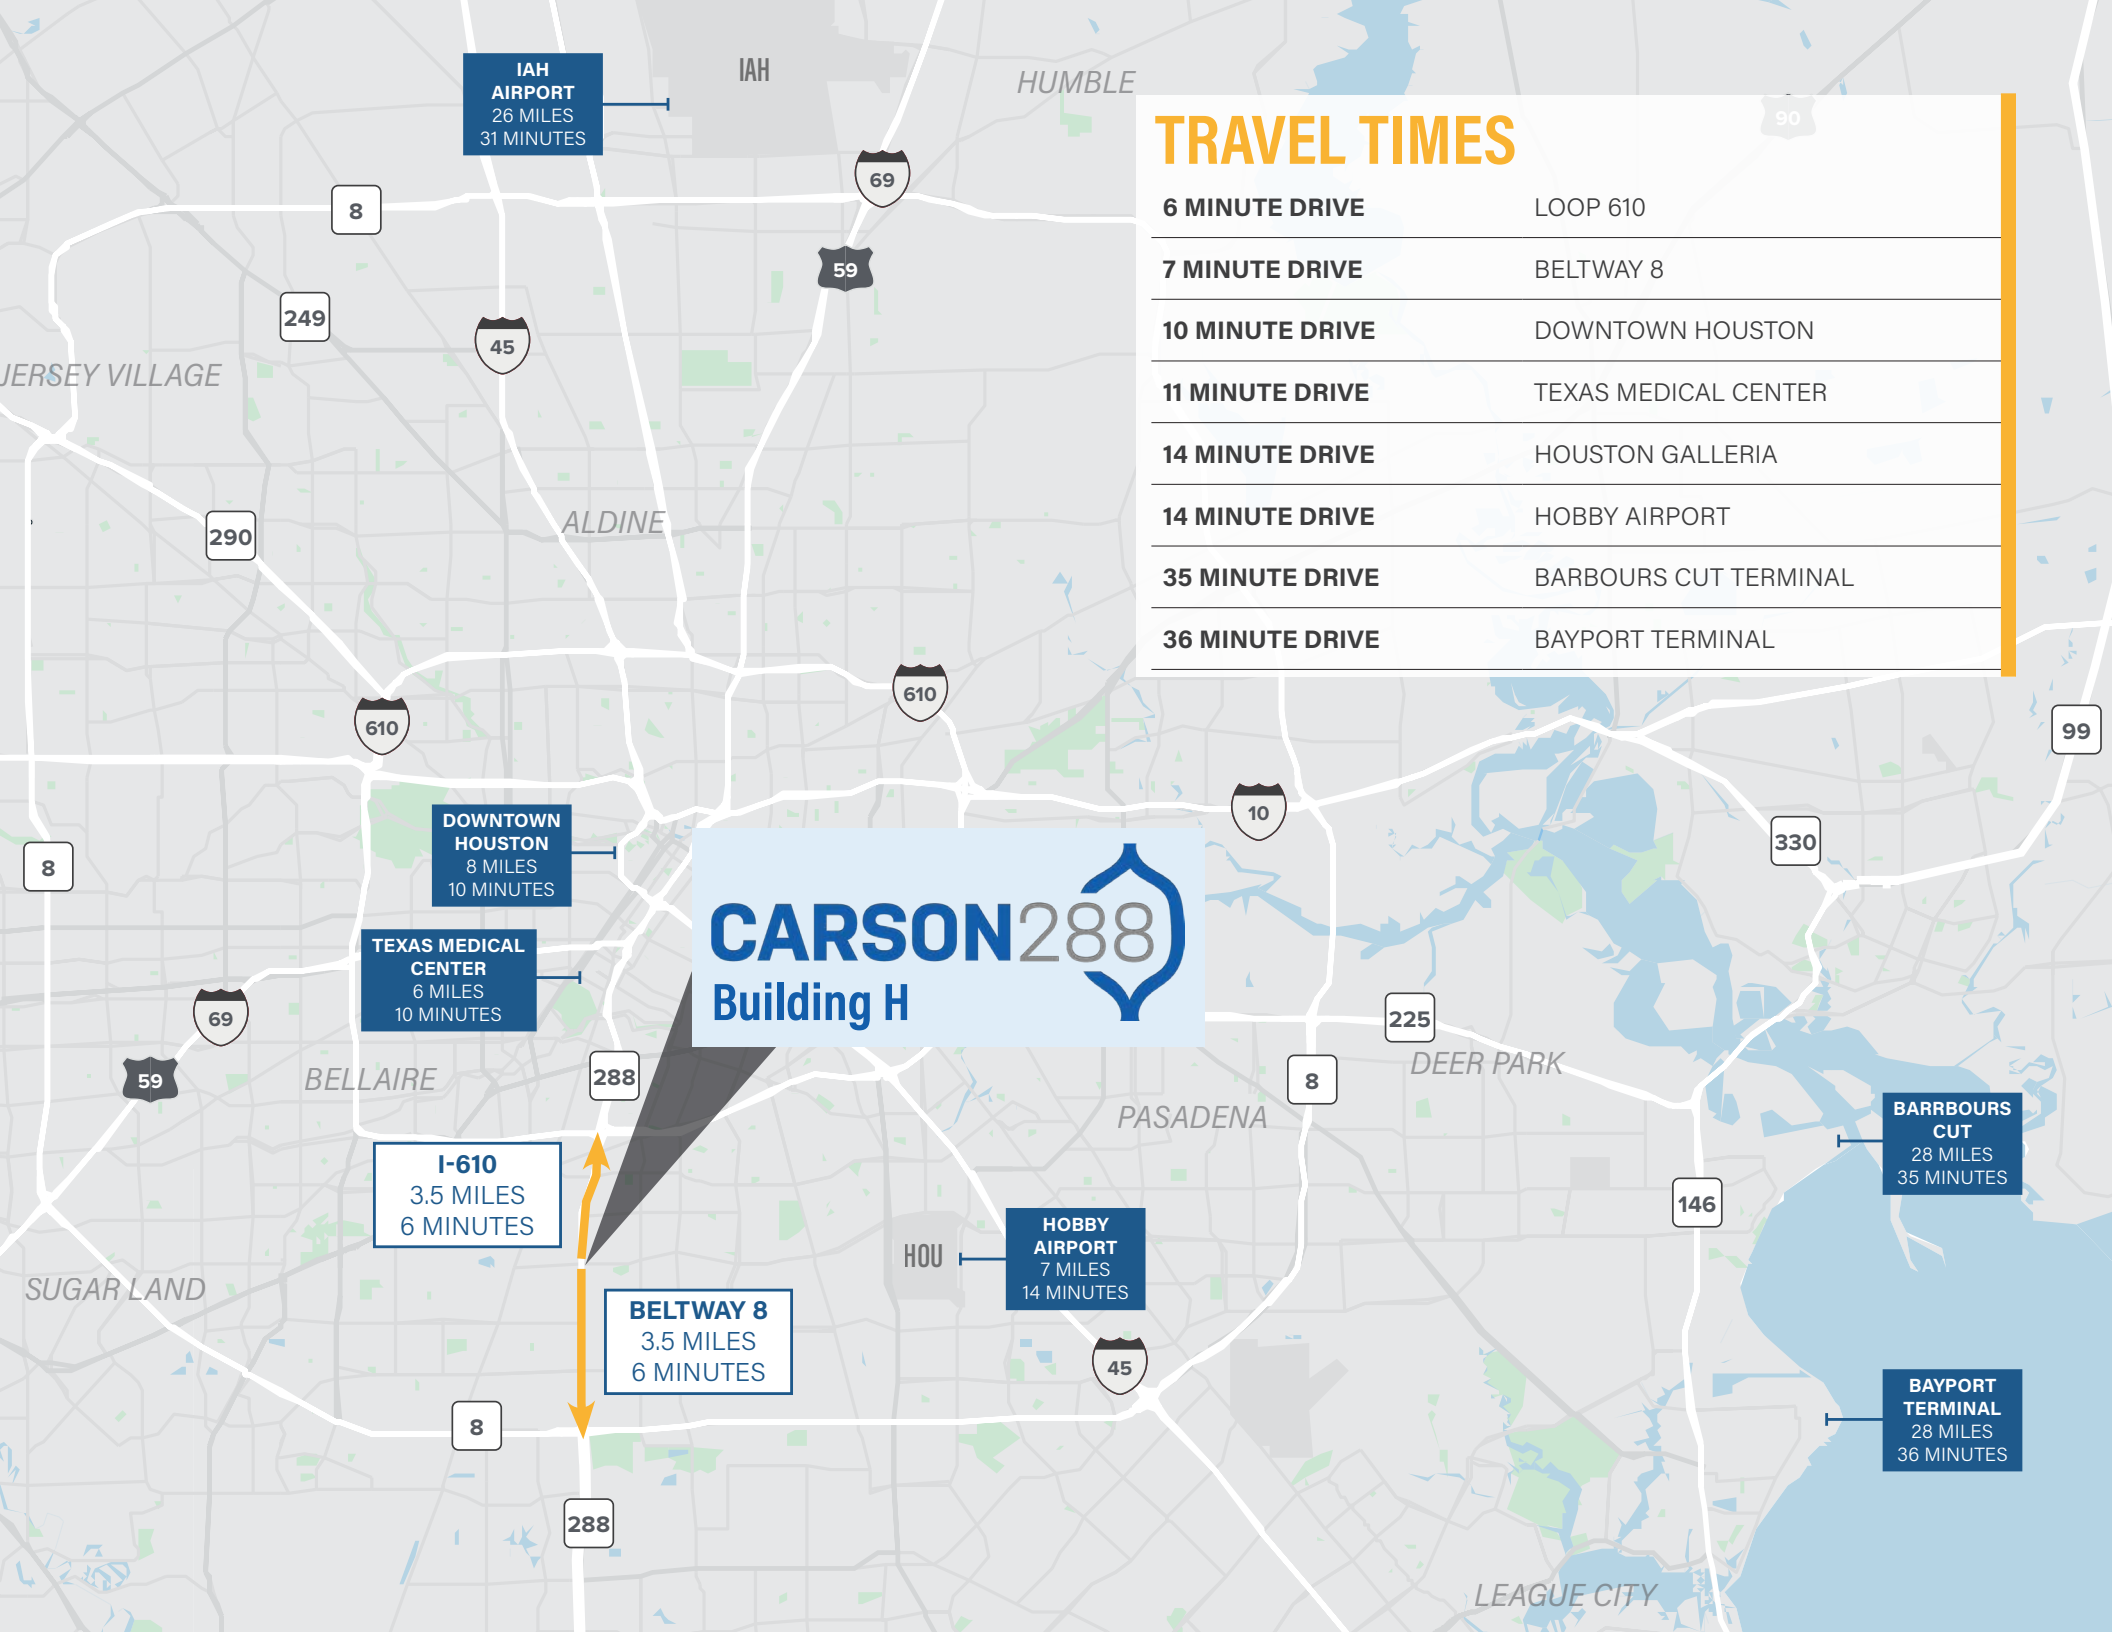 IAH
AIRPORT
26 MILES
31 MINUTES
IAH
HUMBLE
90
TRAVEL TIMES
6 MINUTE DRIVE LOOP 610
7 MINUTE DRIVE BELTWAY 8
10 MINUTE DRIVE DOWNTOWN HOUSTON
11 MINUTE DRIVE TEXAS MEDICAL CENTER
14 MINUTE DRIVE HOUSTON GALLERIA
14 MINUTE DRIVE HOBBY AIRPORT
35 MINUTE DRIVE BARBOURS CUT TERMINAL
36 MINUTE DRIVE BAYPORT TERMINAL
69
8
59
249
45
JERSEY VILLAGE
ALDINE
290
610
610
99
10
330
8
DOWNTOWN
HOUSTON
8 MILES
10 MINUTES
CARSON288
Building H
TEXAS MEDICAL
CENTER
6 MILES
10 MINUTES
69
225
59
BELLAIRE
288
8
DEER PARK
PASADENA
BARRBOURS
CUT
28 MILES
35 MINUTES
I-610
3.5 MILES
6 MINUTES
146
HOU
HOBBY
AIRPORT
7 MILES
14 MINUTES
SUGAR LAND
BELTWAY 8
3.5 MILES
6 MINUTES
45
8
BAYPORT
TERMINAL
28 MILES
36 MINUTES
288
LEAGUE CITY